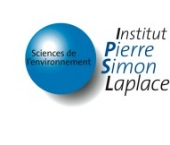 Sciences de
l'environnement
Institut
Pierre
Simon
Laplace